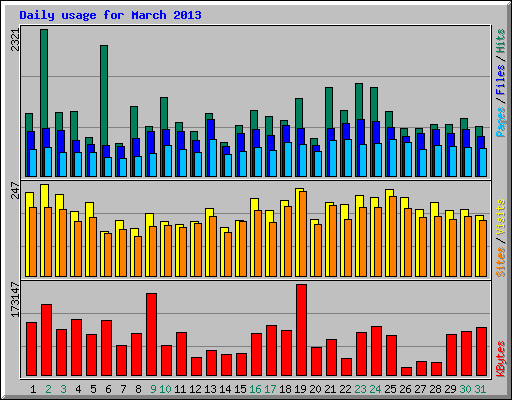 Daily usage for March 2013
2321
Pages / Files / Hits
247
Sites / Visits
173147
KBytes
1 2 3 4 5 6 7 8 9 10 11 12 13 14 15 16 17 18 19 20 21 22 23 24 25 26 27 28 29 30 31